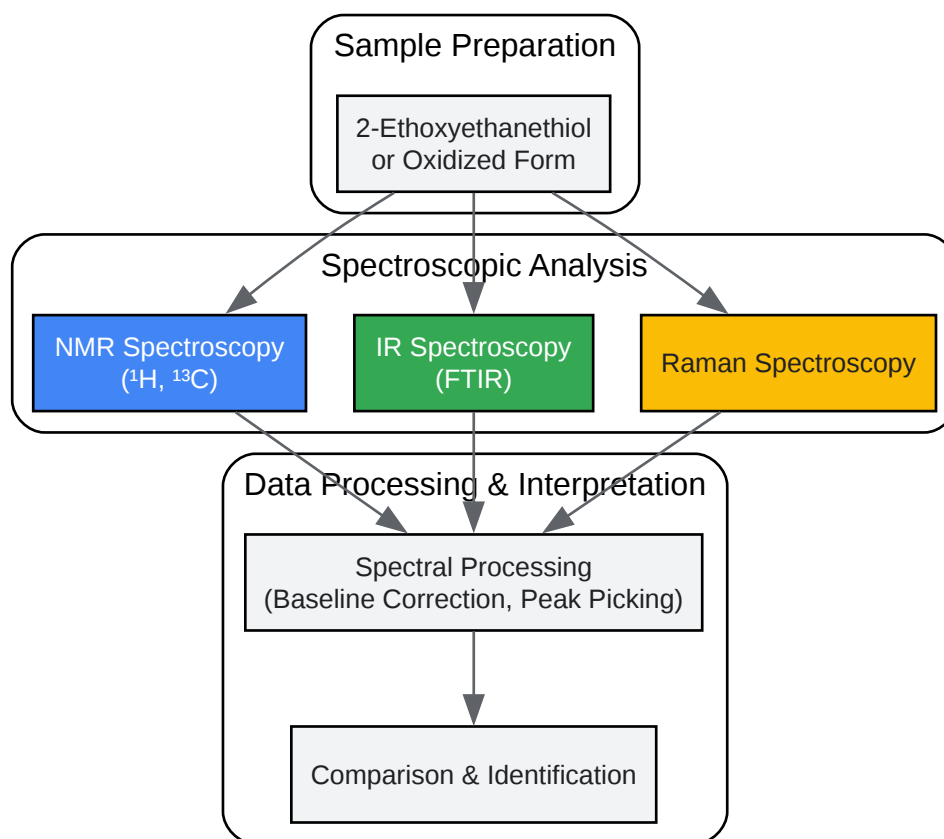 Sample Preparation
2-Ethoxyethanethiol
or Oxidized Form
Spectroscopic Analysis
NMR Spectroscopy
(¹H, ¹³C)
IR Spectroscopy
(FTIR)
Raman Spectroscopy
Data Processing & Interpretation
Spectral Processing
(Baseline Correction, Peak Picking)
Comparison & Identification